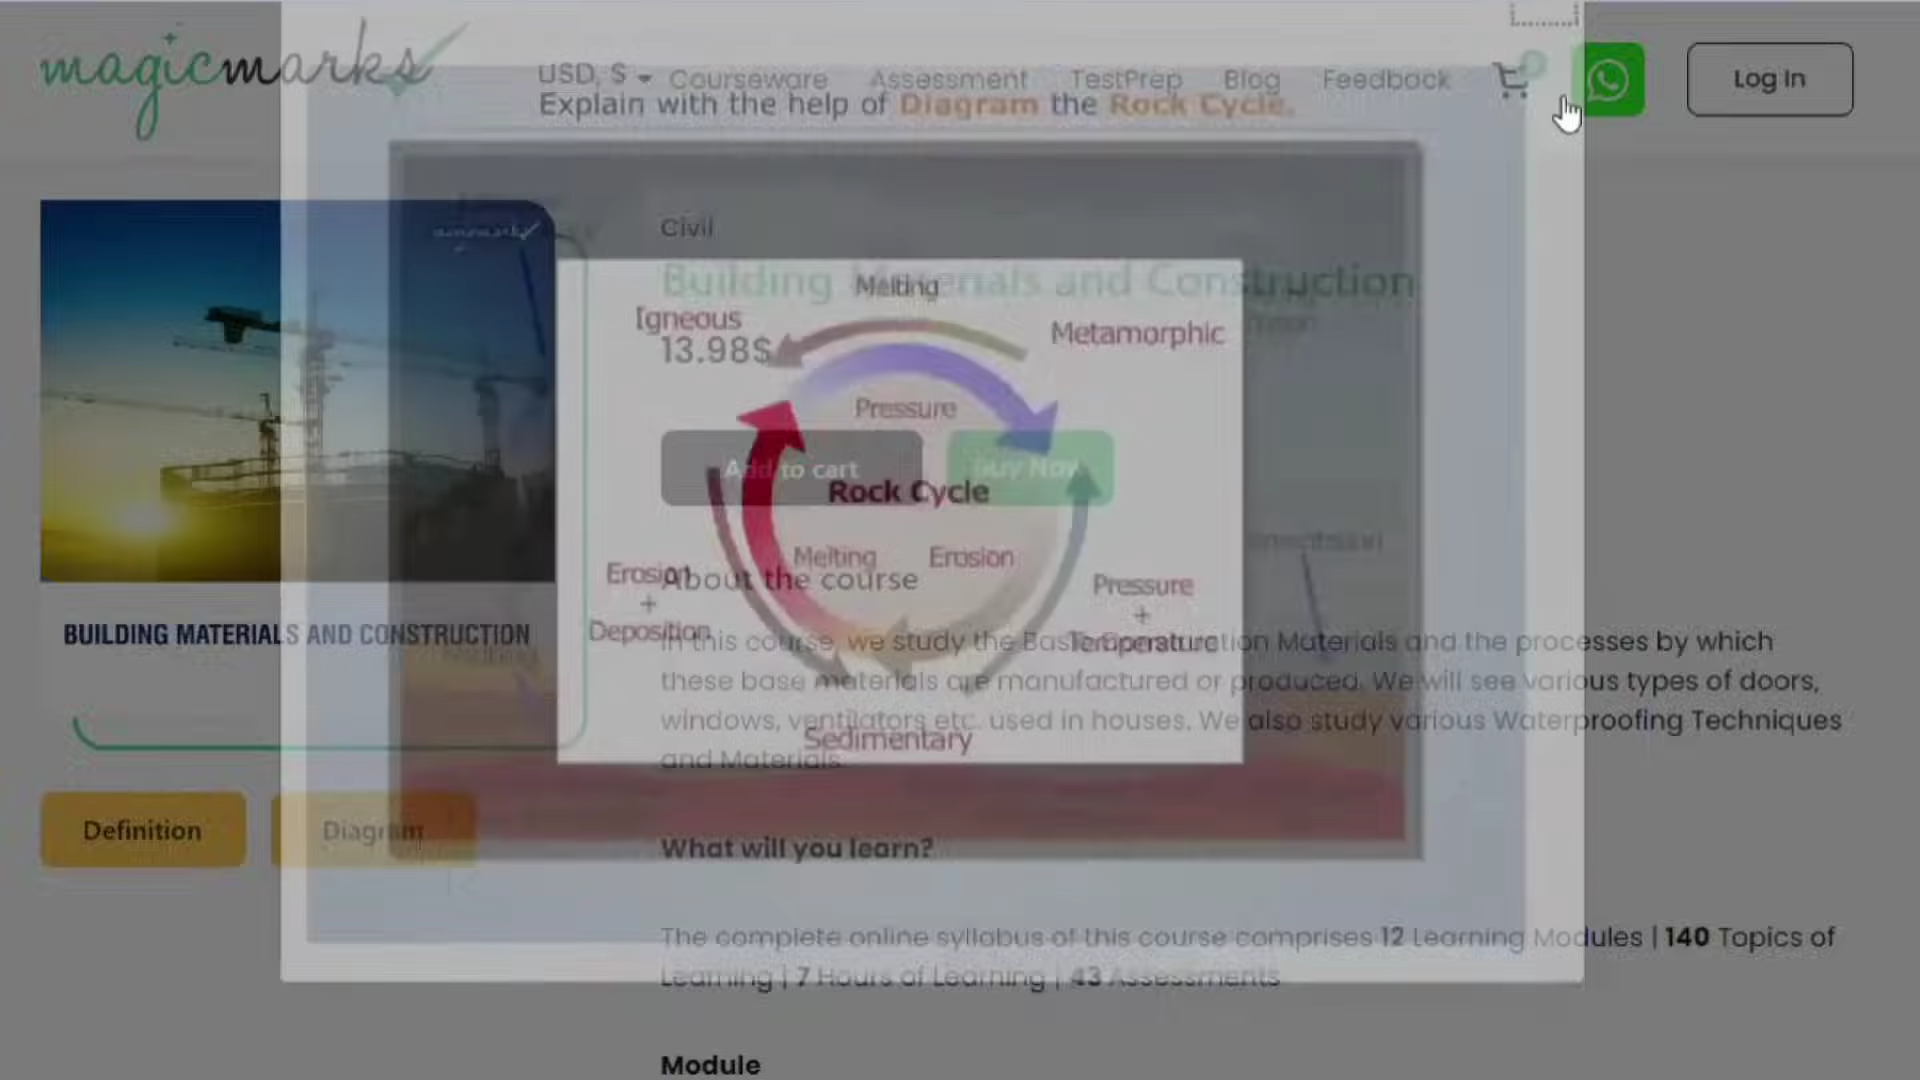 magicmarks
USD, $ Courseware Assessment TestPrep Blog Feedback
Log In
Explain with the help of Diagram the Rock Cycle.
magicmarks
Civil
Building Materials and Construction
13.98$
Melting
Igneous
Metamorphic
Pressure
Add to cart
Buy Now
Rock Cycle
Melting
Erosion
Erosion
+
Deposition
Pressure
+
Temperature
Sedimentary
About the course
BUILDING MATERIALS AND CONSTRUCTION
In this course, we study the Basic Construction Materials and the processes by which
these base materials are manufactured or produced. We will see various types of doors,
windows, ventilators etc. used in houses. We also study various Waterproofing Techniques
and Materials.
Definition
Diagram
What will you learn?
The complete online syllabus of this course comprises 12 Learning Modules | 140 Topics of
Learning | 7 Hours of Learning | 43 Assessments
Module